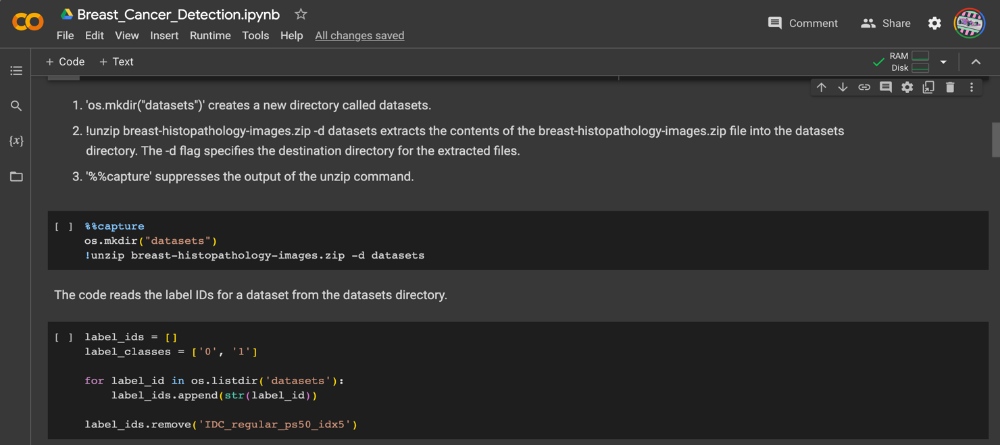 Breast_Cancer_Detection.ipynb
Comment
Share
File Edit View Insert Runtime Tools Help All changes saved
+ Code + Text
RAM
Disk
1. 'os.mkdir("datasets")' creates a new directory called datasets.
2. !unzip breast-histopathology-images.zip -d datasets extracts the contents of the breast-histopathology-images.zip file into the datasets
directory. The -d flag specifies the destination directory for the extracted files.
3. '%%capture' suppresses the output of the unzip command.
{x}
[ ] %%capture
os.mkdir("datasets")
!unzip breast-histopathology-images.zip -d datasets
The code reads the label IDs for a dataset from the datasets directory.
[ ] label_ids = []
label_classes = ['0', '1']
for label_id in os.listdir('datasets'):
label_ids.append(str(label_id))
label_ids.remove('IDC_regular_ps50_idx5')